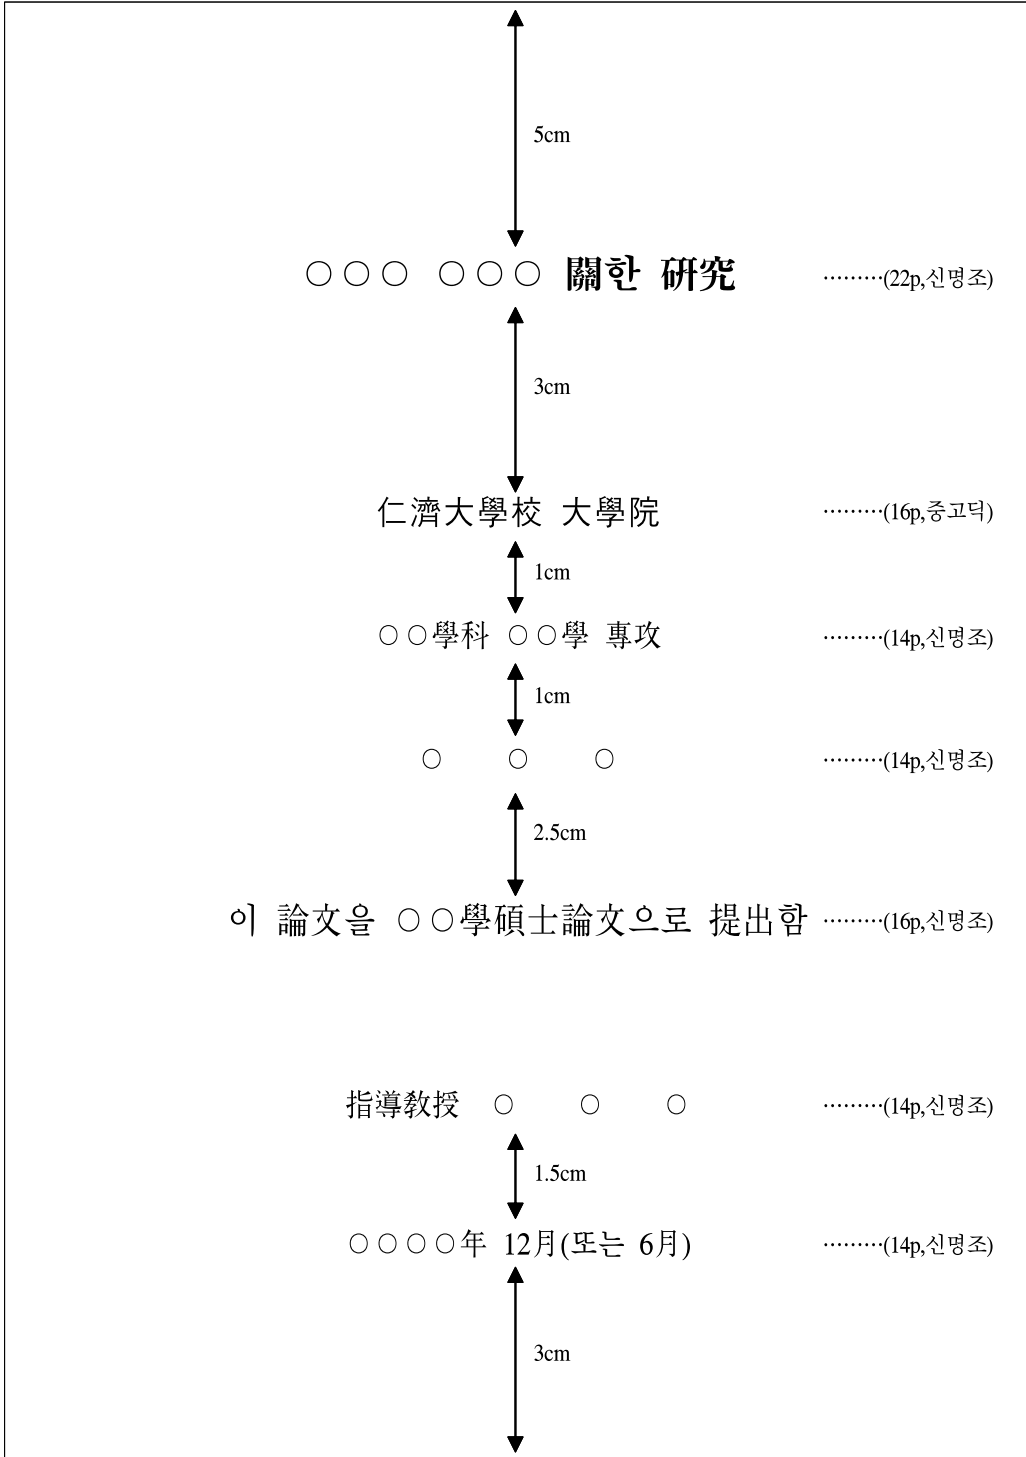 5cm
○○○ ○○○ 關한 硏究 ………(22p,신명조)
3cm
仁濟大學校 大學院 ………(16p,중고딕)
1cm
○○學科 ○○學 專攻 ………(14p,신명조)
1cm
○ ○ ○ ………(14p,신명조)
2.5cm
이 論文을 ○○學碩士論文으로 提出함 ………(16p,신명조)
指導敎授 ○ ○ ○ ………(14p,신명조)
1.5cm
○○○○年 12月(또는 6月) ………(14p,신명조)
3cm